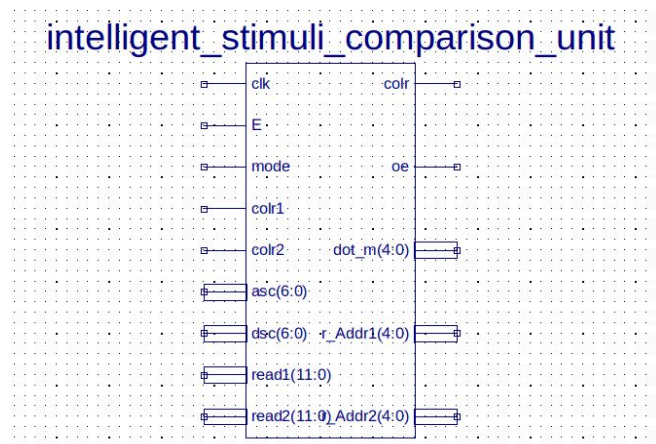 intelligent_stimuli_comparison_unit
clk colr
E
mode oe
colr1
colr2 dot_m(4:0)
asc(6:0)
dsc(6:0) r_Addr1(4:0)
read1(11:0)
read2(11:0) r_Addr2(4:0)